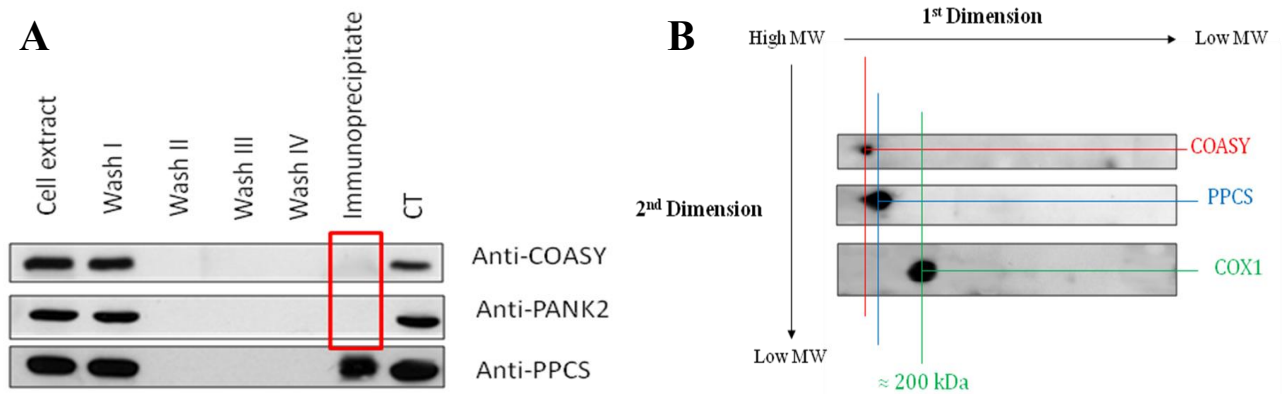 A
Cell extract
Wash I
Wash II
Wash III
Wash IV
Immunoprecipitate
CT
Anti-COASY
Anti-PANK2
Anti-PPCS
B
1st Dimension
High MW
Low MW
2nd Dimension
COASY
PPCS
COX1
Low MW
≈ 200 kDa